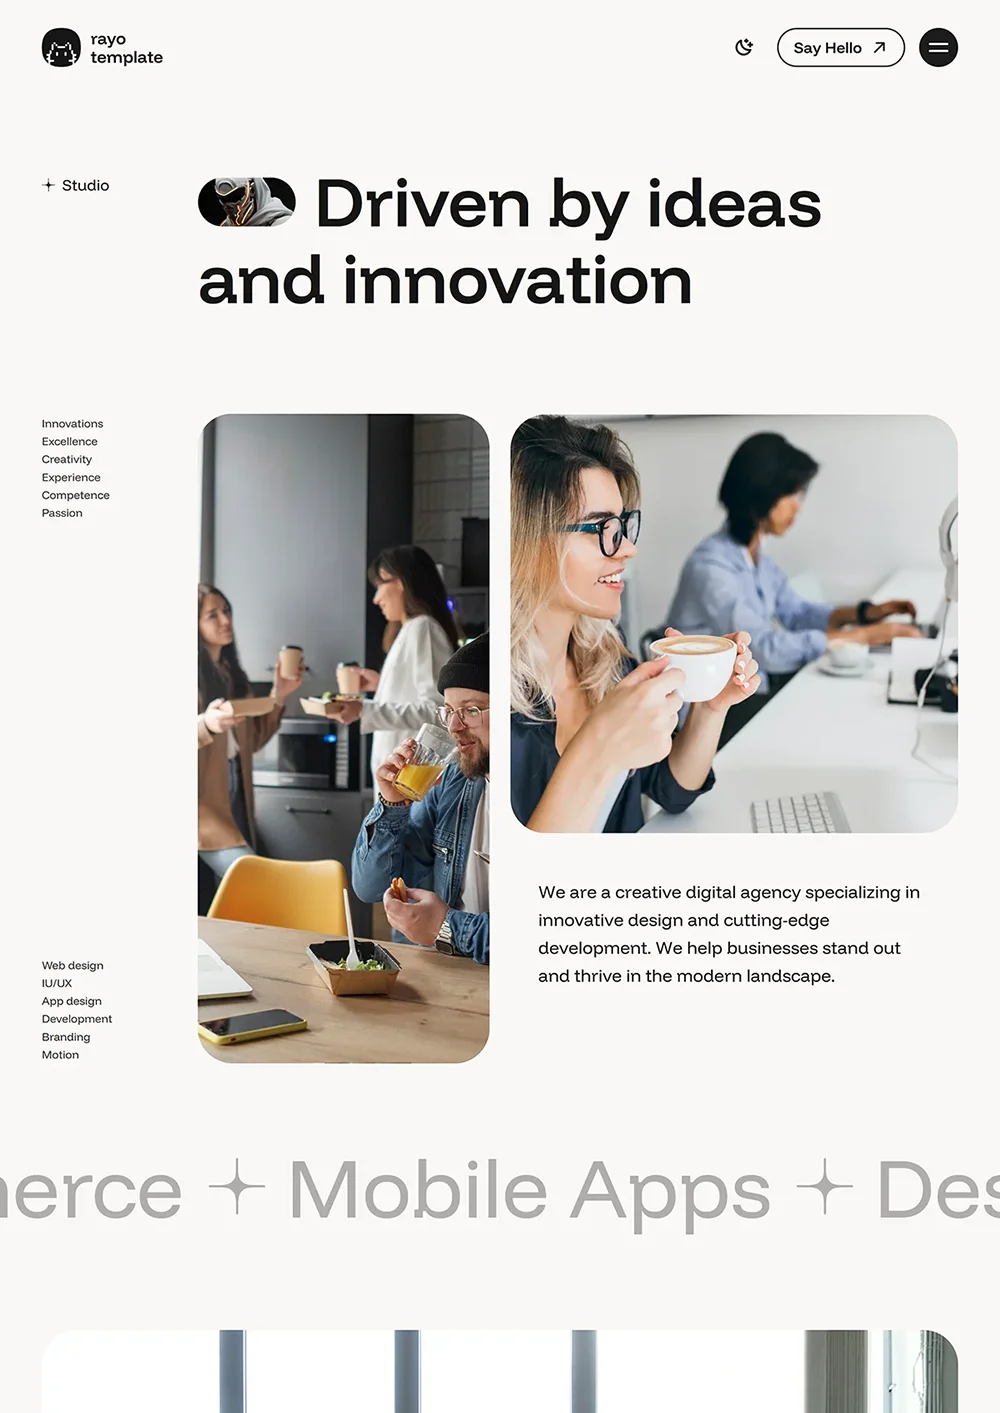 rayo
template
Say Hello
Studio
Driven by ideas
and innovation
Innovations
Excellence
Creativity
Experience
Competence
Passion
We are a creative digital agency specializing in
innovative design and cutting-edge
development. We help businesses stand out
and thrive in the modern landscape.
Web design
IU/UX
App design
Development
Branding
Motion
erce Mobile Apps Des